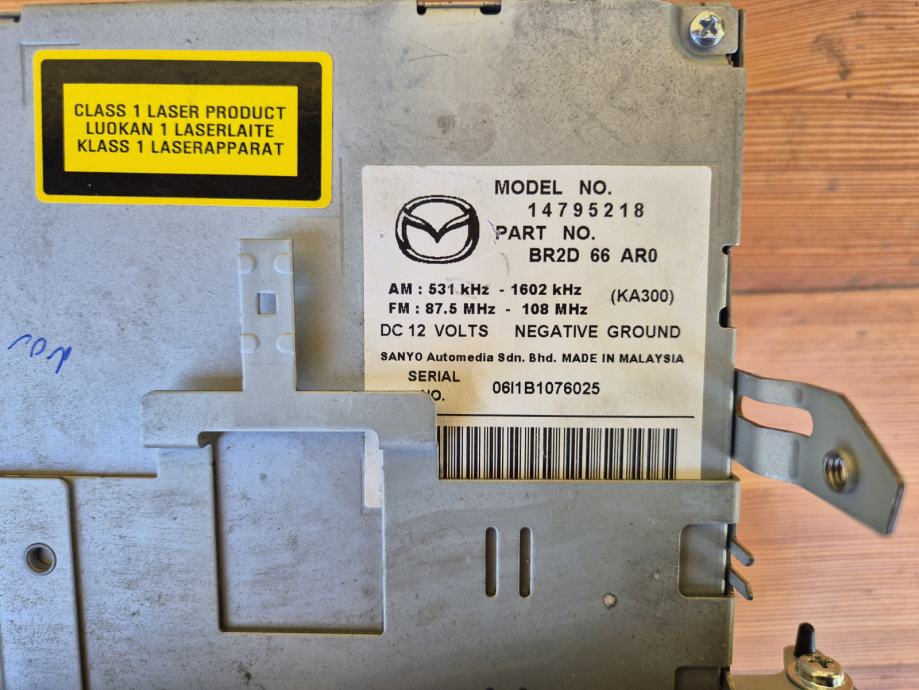 CLASS 1 LASER PRODUCT
LUOKAN 1 LASERLAITE
KLASS 1 LASERAPPARAT
MODEL NO.
14795218
PART NO.
BR2D 66 AR0
AM : 531 kHz - 1602 kHz
(KA300)
FM : 87.5 MHz - 108 MHz
DC 12 VOLTS NEGATIVE GROUND
SANYO Automedia Sdn. Bhd. MADE IN MALAYSIA
SERIAL
NO.
06I1B1076025